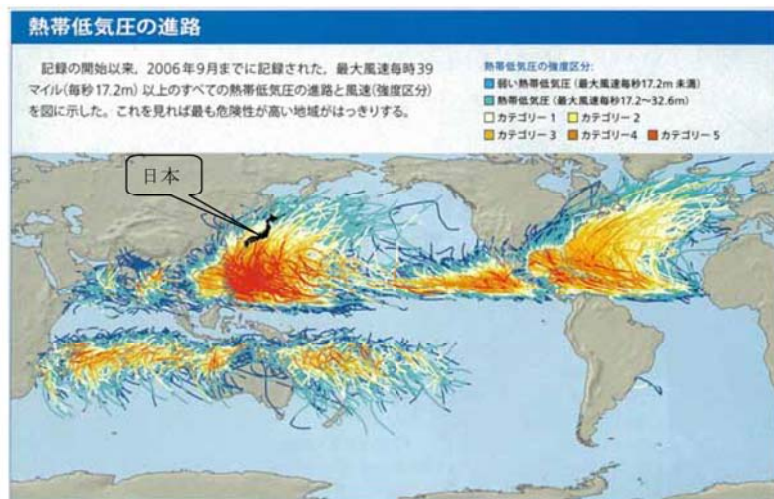 熱帯低気圧の進路
記録の開始以来，2006年9月までに記録された，最大風速毎時39
マイル(毎秒17.2m)以上のすべての熱帯低気圧の進路と風速(強度区分)
を図に示した。これを見れば最も危険性が高い地域がはっきりする。
熱帯低気圧の強度区分:
弱い熱帯低気圧(最大風速毎秒17.2m 未満)
熱帯低気圧(最大風速毎秒17.2〜32.6m)
カテゴリー 1 カテゴリー 2
カテゴリー 3 カテゴリー4 カテゴリー 5
日本